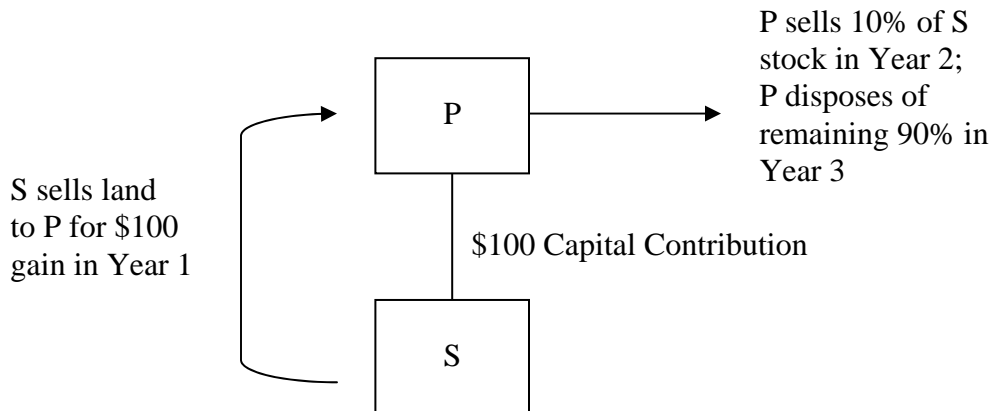 P sells 10% of S
stock in Year 2;
P disposes of
remaining 90% in
Year 3
P
S sells land
to P for $100
gain in Year 1
$100 Capital Contribution
S